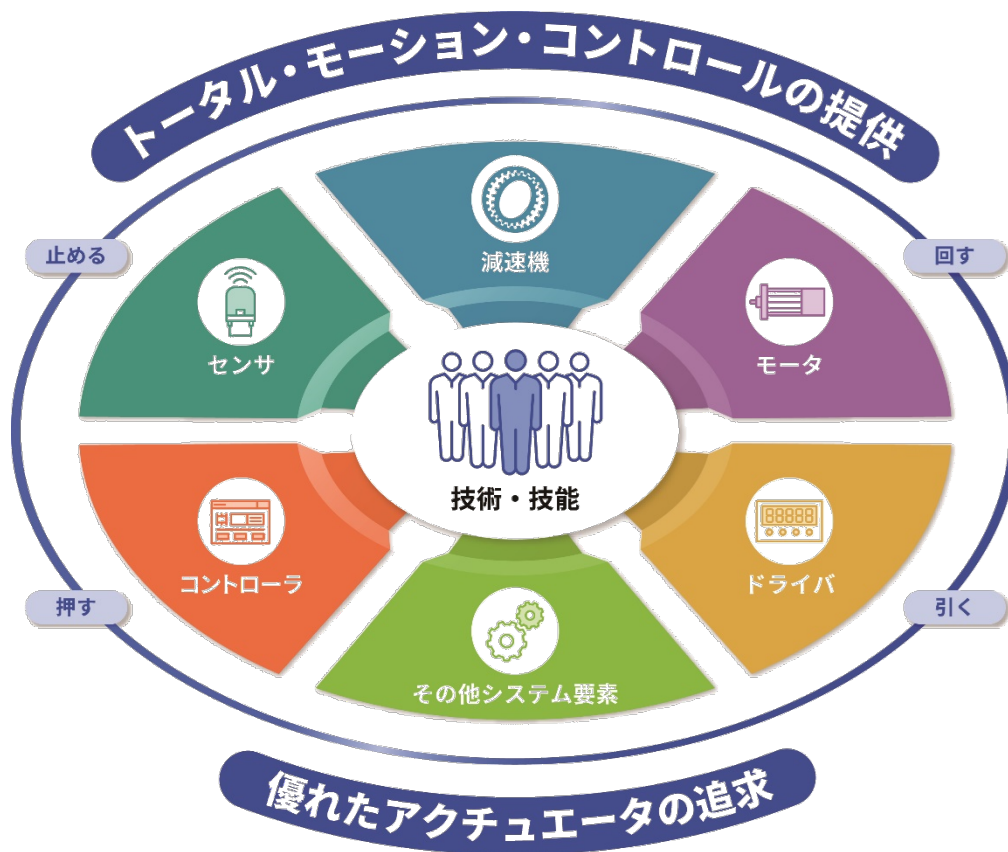 トータル・モーション・コントロールの提供
止める
回す
減速機
センサ
モータ
技術・技能
コントローラ
ドライバ
押す
引く
その他システム要素
優れたアクチュエータの追求